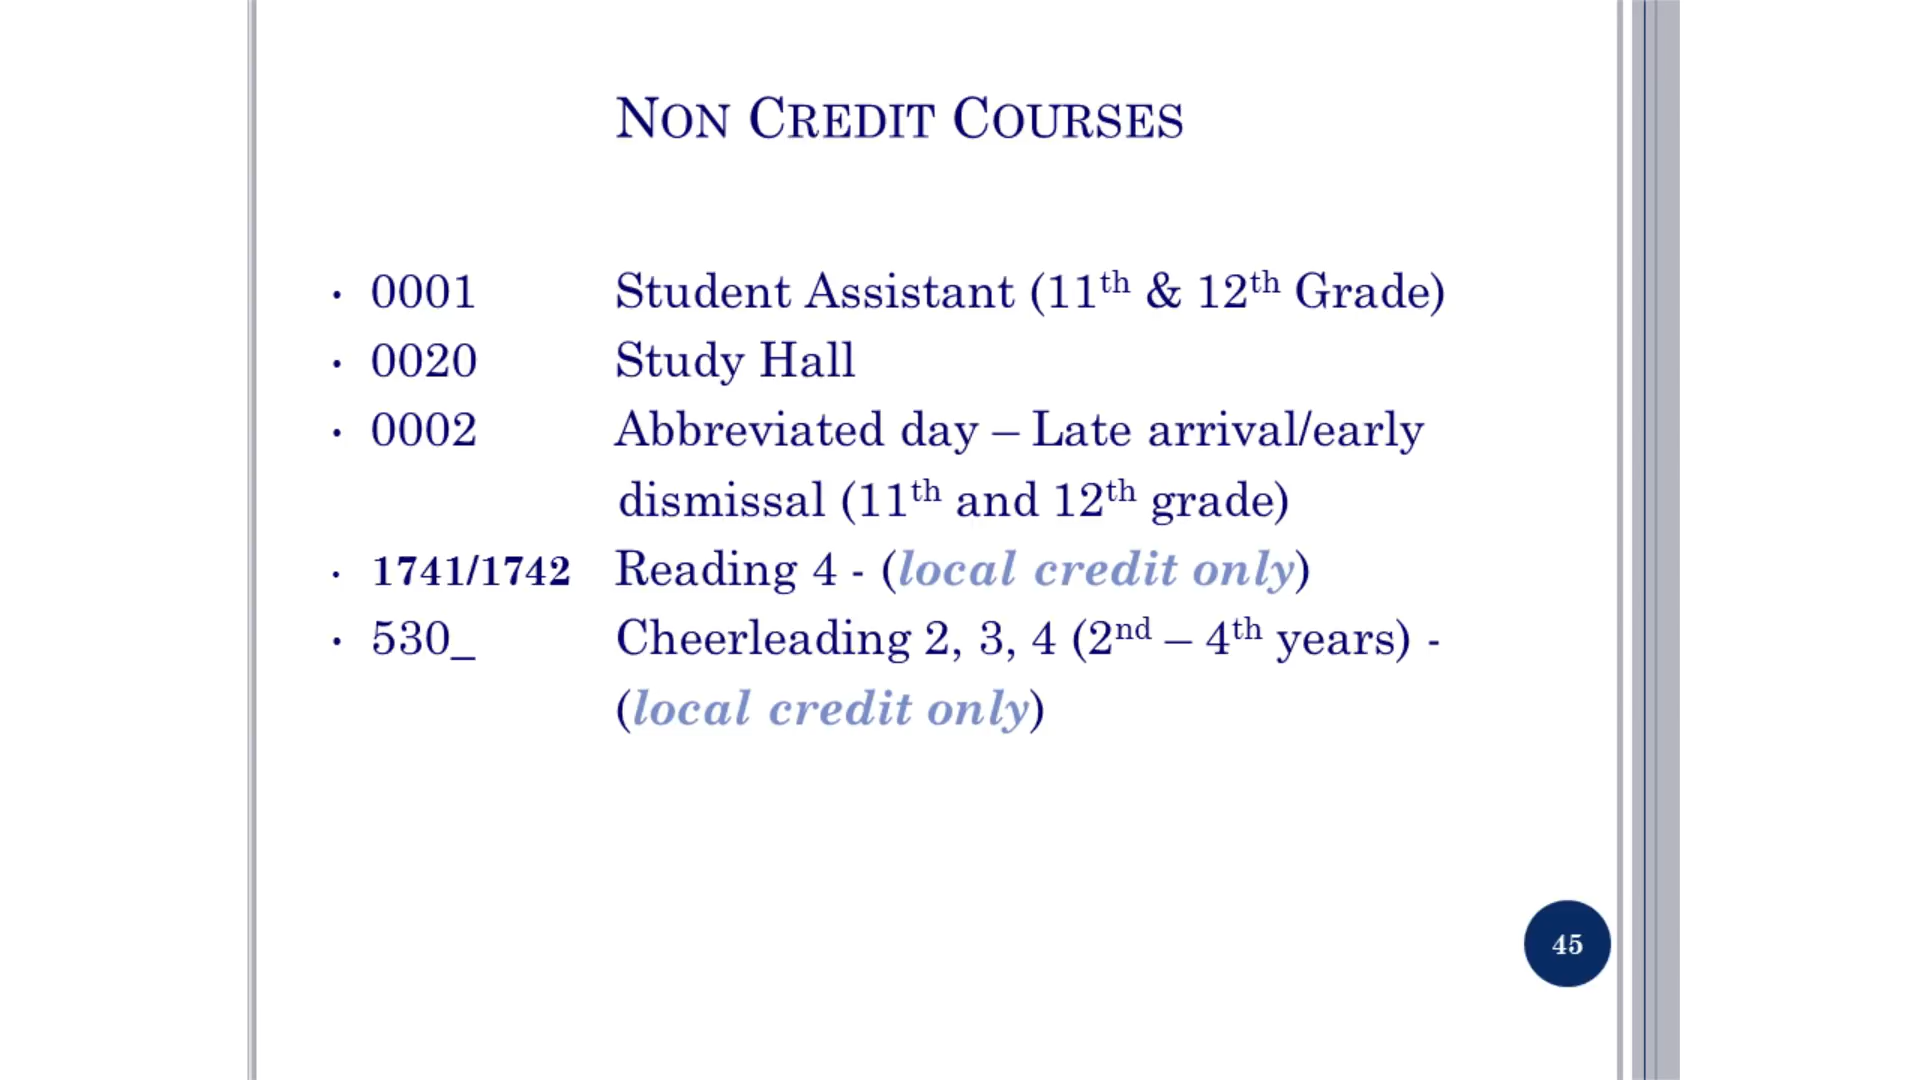 NON CREDIT COURSES
• 0001 Student Assistant (11th & 12th Grade)
• 0020 Study Hall
• 0002 Abbreviated day – Late arrival/early
dismissal (11th and 12th grade)
• 1741/1742 Reading 4 - (local credit only)
• 530_ Cheerleading 2, 3, 4 (2nd – 4th years) -
(local credit only)
45